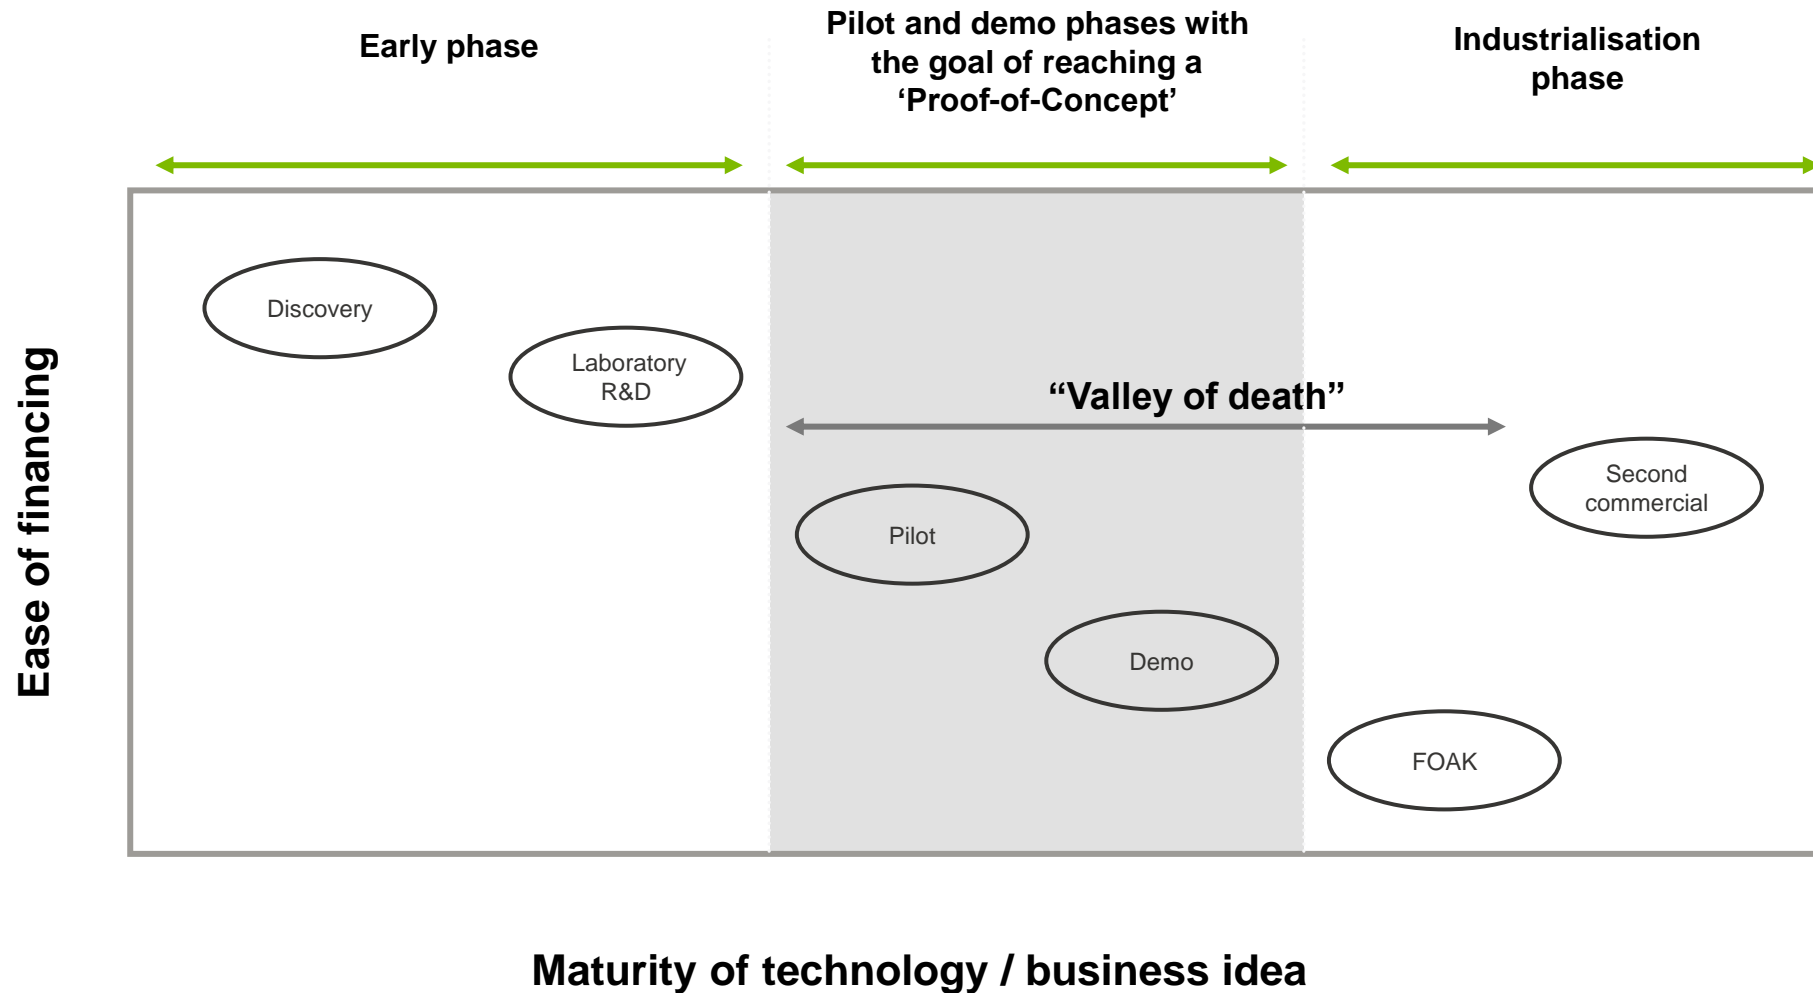 Early phase
Pilot and demo phases with
the goal of reaching a
‘Proof-of-Concept’
Industrialisation
phase
Discovery
Laboratory
R&D
“Valley of death”
Second
commercial
Pilot
Demo
FOAK
Ease of financing
Maturity of technology / business idea